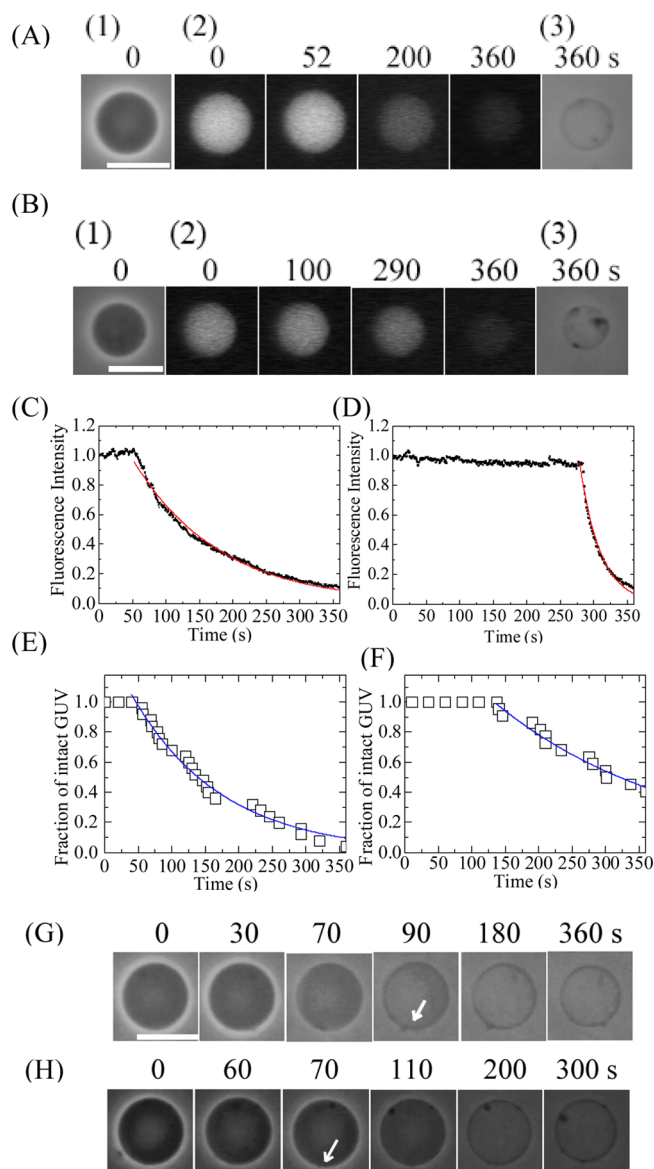 (A)
(1) (2) (3)
0 0 52 200 360 360 s
(B)
(1) (2) (3)
0 0 100 290 360 360 s
(C) (D)
Fluorescence Intensity
1.2
1.0
0.8
0.6
0.4
0.2
0.0
0 50 100 150 200 250 300 350
Time (s)
Fluorescence Intensity
1.2
1.0
0.8
0.6
0.4
0.2
0.0
0 50 100 150 200 250 300 350
Time (s)
(E) (F)
Fraction of intact GUV
1.0
0.8
0.6
0.4
0.2
0.0
0 50 100 150 200 250 300 350
Time (s)
Fraction of intact GUV
1.0
0.8
0.6
0.4
0.2
0.0
0 50 100 150 200 250 300 350
Time (s)
(G) 0 30 70 90 180 360 s
(H) 0 60 70 110 200 300 s